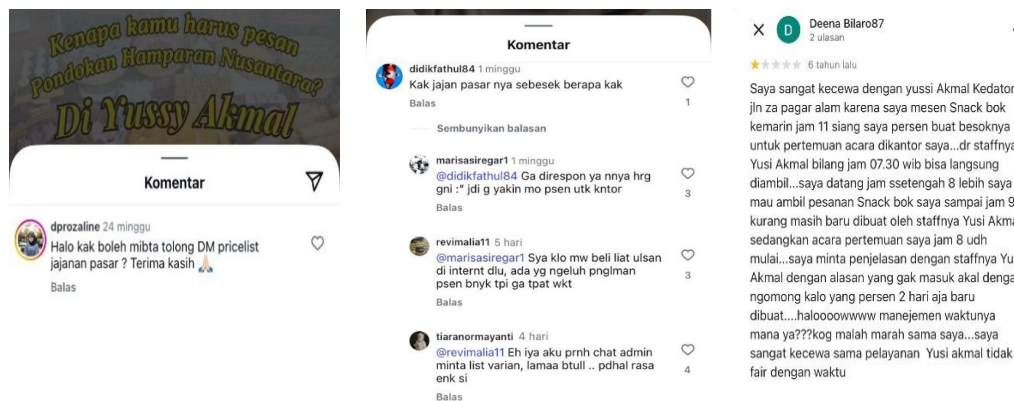 Kenapa kamu harus pesan
Pondokan Hamparan Nusantara?
Di Yussy Akmal
Komentar
dprozaline 24 minggu
Halo kak boleh mibta tolong DM pricelist
jajanan pasar ? Terima kasih 🙏🏻
Balas
Komentar
didikfathul84 1 minggu
Kak jajan pasar nya sebesek berapa kak
Balas
1
Sembunyikan balasan
marisasiregar1 1 minggu
@didikfathul84 Ga direspon ya nnya hrg
gni :" jdi g yakin mo psen utk kntor
Balas
3
revimalia11 5 hari
@marisasiregar1 Sya klo mw beli liat ulsan
di internt dlu, ada yg ngeluh pnglman
psen bnyk tpi ga tpat wkt
Balas
3
tiaranormayanti 4 hari
@revimalia11 Eh iya aku prnh chat admin
minta list varian, lamaa btull .. pdhal rasa
enk si
Balas
4
D
Deena Bilaro87
2 ulasan
6 tahun lalu
Saya sangat kecewa dengan yussi Akmal Kedaton
jln za pagar alam karena saya mesen Snack bok
kemarin jam 11 siang saya persen buat besoknya
untuk pertemuan acara dikantor saya...dr staffnya
Yusi Akmal bilang jam 07.30 wib bisa langsung
diambil...saya datang jam ssetengah 8 lebih saya
mau ambil pesanan Snack bok saya sampai jam 9
kurang masih baru dibuat oleh staffnya Yusi Akma
sedangkan acara pertemuan saya jam 8 udh
mulai...saya minta penjelasan dengan staffnya Yu
Akmal dengan alasan yang gak masuk akal denga
ngomong kalo yang persen 2 hari aja baru
dibuat....haloooowwww manejemen waktunya
mana ya???kog malah marah sama saya...saya
sangat kecewa sama pelayanan Yusi akmal tidak
fair dengan waktu